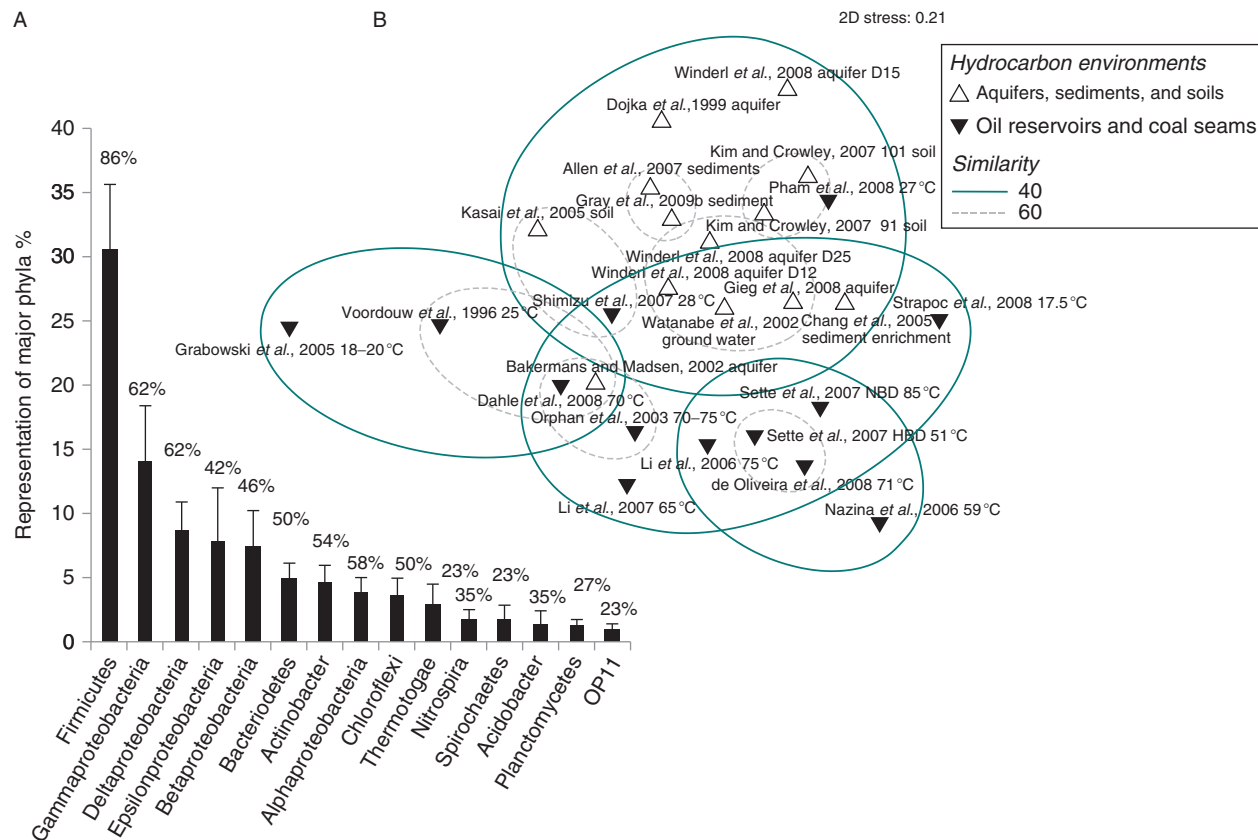 A
B
2D stress: 0.21
Hydrocarbon environments
Aquifers, sediments, and soils
Oil reservoirs and coal seams
Similarity
40
60
Representation of major phyla %
40
35
30
25
20
15
10
5
0
86%
62%
62%
42%
46%
50%
54%
58%
50%
23%
35%
23%
35%
27%
23%
Firmicutes
Gammaproteobacteria
Deltaproteobacteria
Epsilonproteobacteria
Betaproteobacteria
Bacteriodetes
Actinobacter
Alphaproteobacteria
Chloroflexi
Thermotogae
Nitrospira
Spirochaetes
Acidobacter
Planctomycetes
OP11
Winderl et al., 2008 aquifer D15
Dojka et al.,1999 aquifer
Kim and Crowley, 2007 101 soil
Allen et al., 2007 sediments
Pham et al., 2008 27 °C
Gray et al., 2009b sediment
Kasai et al., 2005 soil
Kim and Crowley, 2007 91 soil
Winderl et al., 2008 aquifer D25
Winderl et al., 2008 aquifer D12
Gieg et al., 2008 aquifer
Shimizu et al., 2007 28 °C
Strapoc et al., 2008 17.5 °C
Voordouw et al., 1996 25 °C
Watanabe et al., 2002
ground water
Chang et al., 2005
sediment enrichment
Grabowski et al., 2005 18–20 °C
Bakermans and Madsen, 2002 aquifer
Dahle et al., 2008 70 °C
Sette et al., 2007 NBD 85 °C
Orphan et al., 2003 70–75 °C
Sette et al., 2007 HBD 51 °C
Li et al., 2006 75 °C
de Oliveira et al., 2008 71 °C
Li et al., 2007 65 °C
Nazina et al., 2006 59 °C